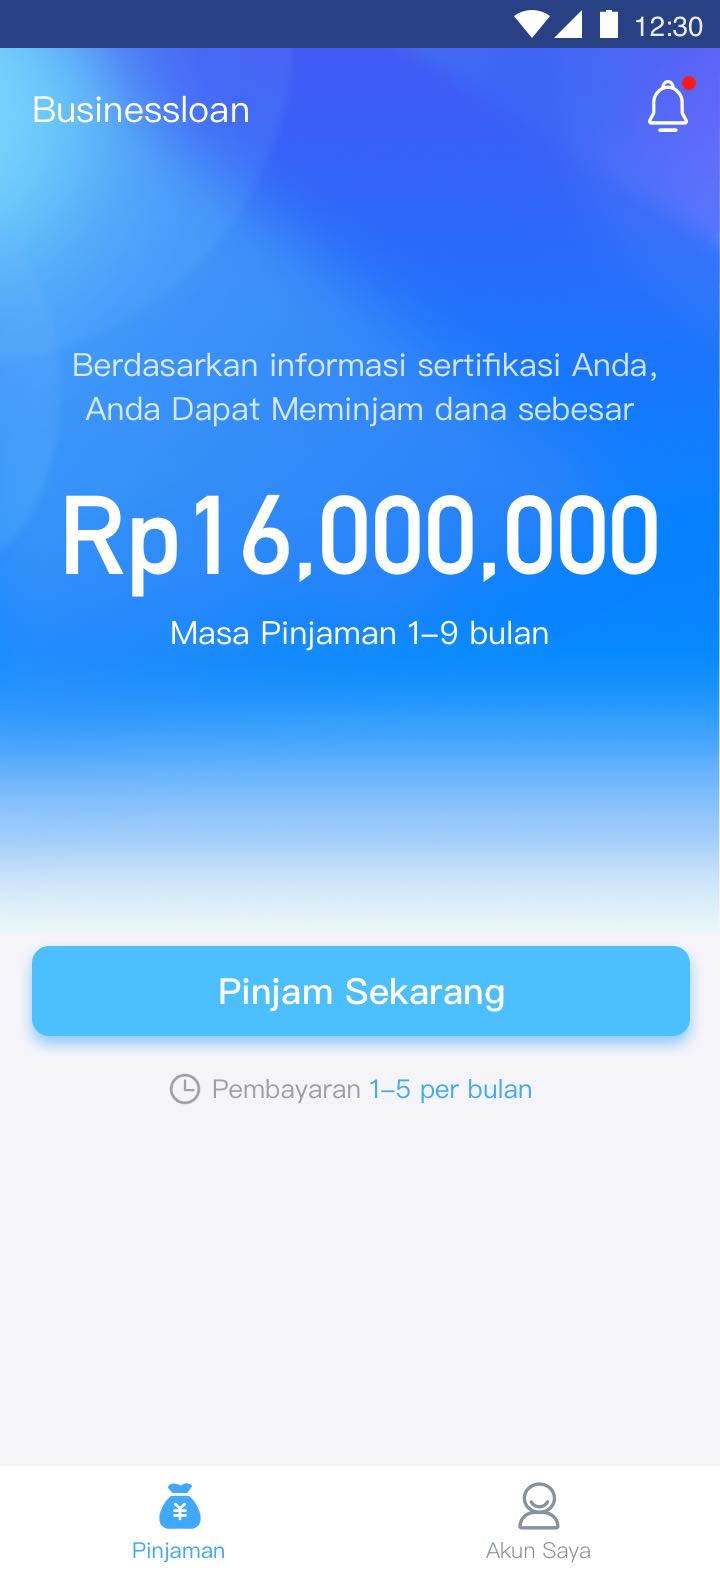 12:30
Businessloan
Berdasarkan informasi sertifikasi Anda,
Anda Dapat Meminjam dana sebesar
Rp16,000,000
Masa Pinjaman 1–9 bulan
Pinjam Sekarang
Pembayaran 1–5 per bulan
¥
Pinjaman
Akun Saya